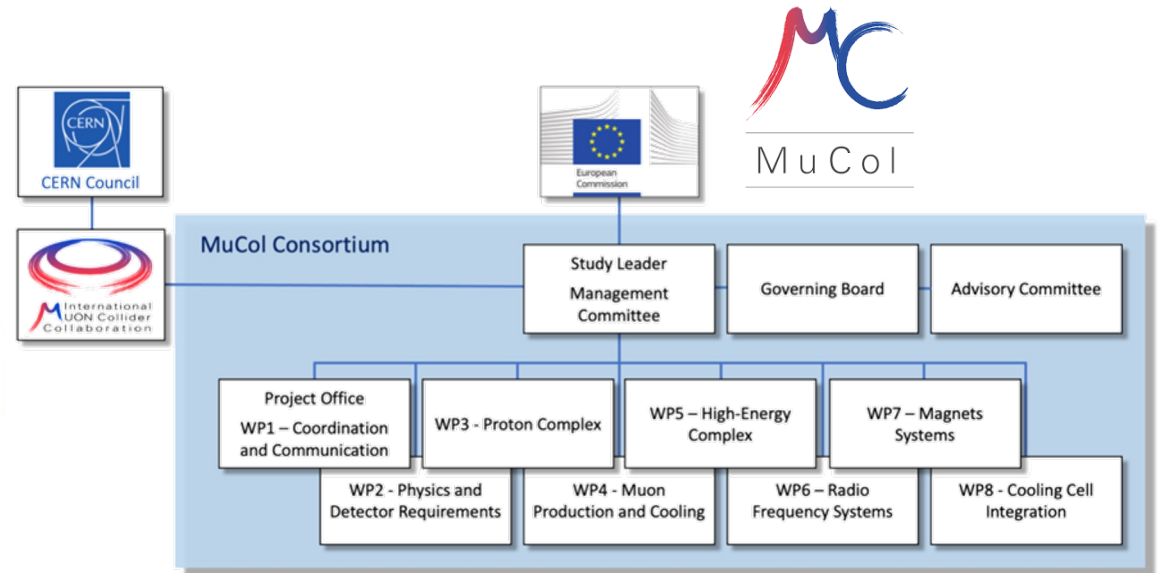 MC
MuCol
CERN
CERN Council
European
Commission
MuCol Consortium
International
MUON Collider
Collaboration
Study Leader
Management
Committee
Governing Board
Advisory Committee
Project Office
WP1 – Coordination
and Communication
WP3 - Proton Complex
WP5 – High-Energy
Complex
WP7 – Magnets
Systems
WP2 - Physics and
Detector Requirements
WP4 - Muon
Production and Cooling
WP6 – Radio
Frequency Systems
WP8 - Cooling Cell
Integration